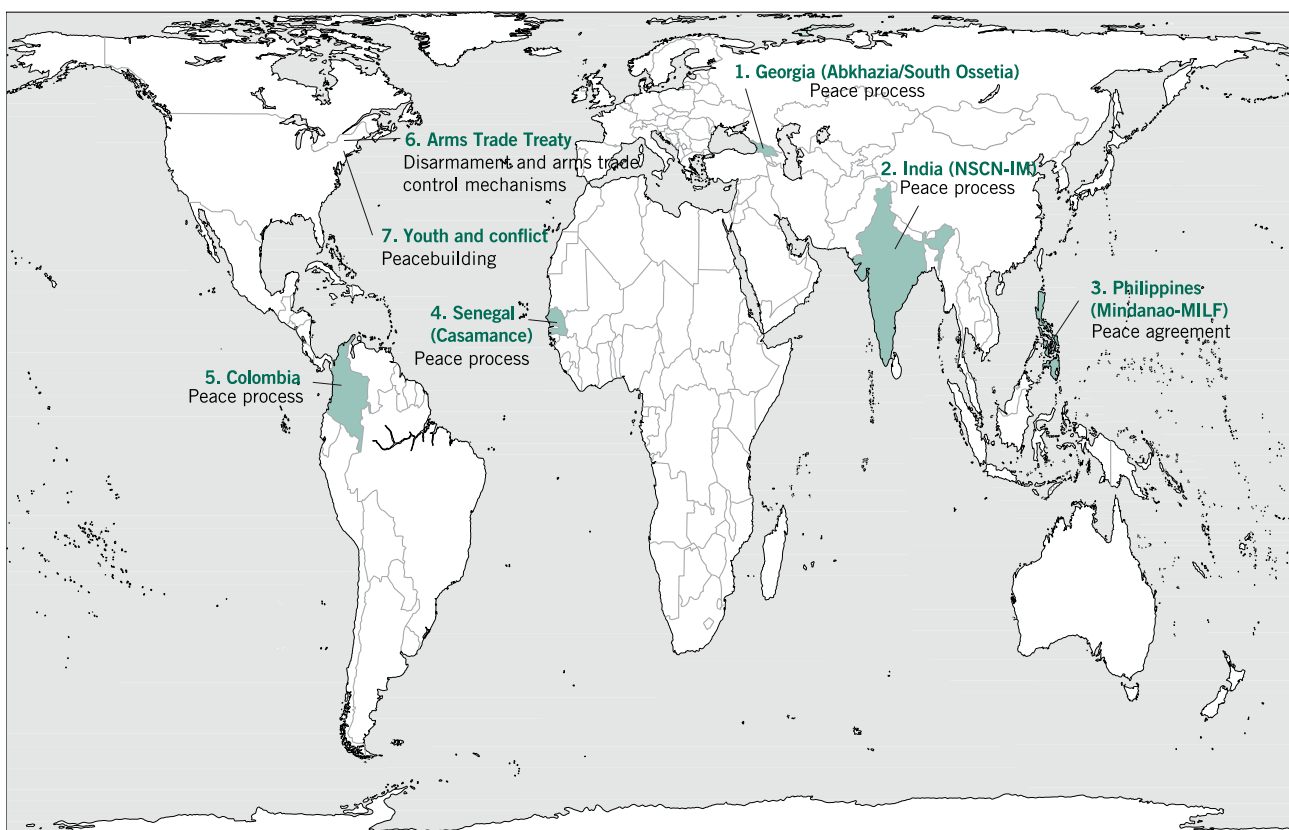 1. Georgia (Abkhazia/South Ossetia)
Peace process
2. India (NSCN-IM)
Peace process
3. Philippines
(Mindanao-MILF)
Peace agreement
4. Senegal
(Casamance)
Peace process
5. Colombia
Peace process
6. Arms Trade Treaty
Disarmament and arms trade
control mechanisms
7. Youth and conflict
Peacebuilding